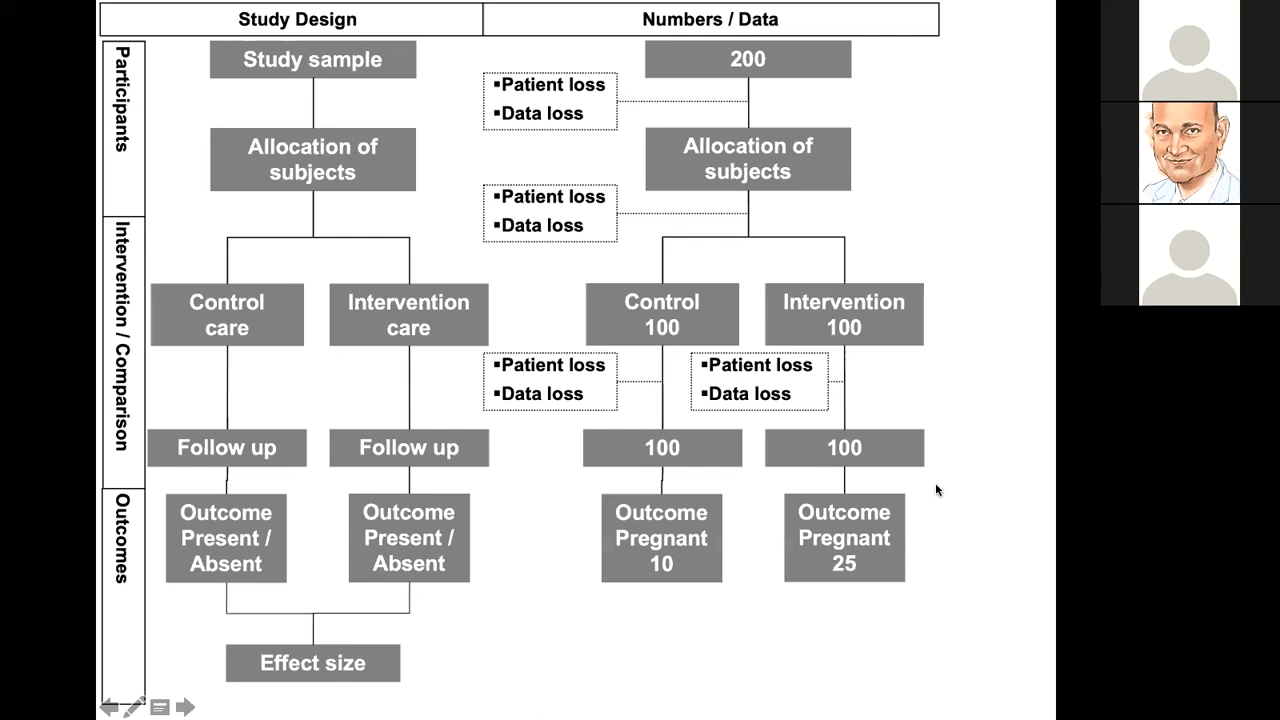 Study Design
Numbers / Data
Participants
Intervention / Comparison
Outcomes
Study sample
Allocation of
subjects
Control
care
Intervention
care
Follow up
Follow up
Outcome
Present /
Absent
Outcome
Present /
Absent
Effect size
200
▪Patient loss
▪Data loss
Allocation of
subjects
▪Patient loss
▪Data loss
Control
100
Intervention
100
▪Patient loss
▪Data loss
▪Patient loss
▪Data loss
100
100
Outcome
Pregnant
10
Outcome
Pregnant
25